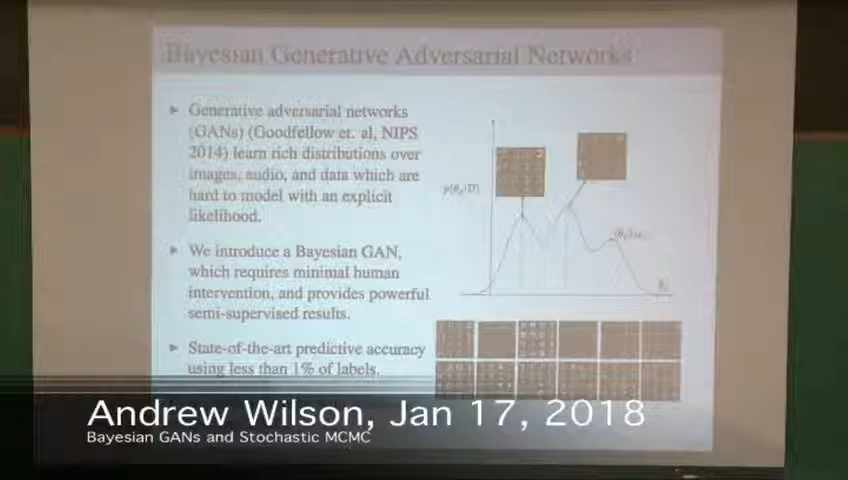 Bayesian Generative Adversarial Networks
► Generative adversarial networks
(GANs) (Goodfellow et. al, NIPS
2014) learn rich distributions over
images, audio, and data which are
hard to model with an explicit
likelihood.
► We introduce a Bayesian GAN,
which requires minimal human
intervention, and provides powerful
semi-supervised results.
► State-of-the-art predictive accuracy
using less than 1% of labels.
Andrew Wilson, Jan 17, 2018
Bayesian GANs and Stochastic MCMC